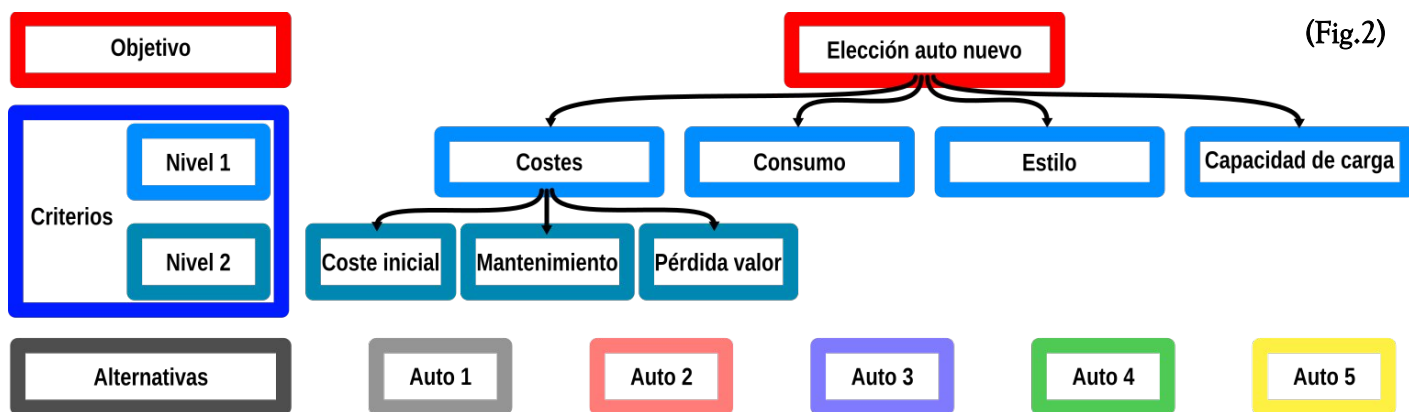 Objetivo
Elección auto nuevo
(Fig.2)
Criterios
Nivel 1
Costes
Consumo
Estilo
Capacidad de carga
Nivel 2
Coste inicial
Mantenimiento
Pérdida valor
Alternativas
Auto 1
Auto 2
Auto 3
Auto 4
Auto 5